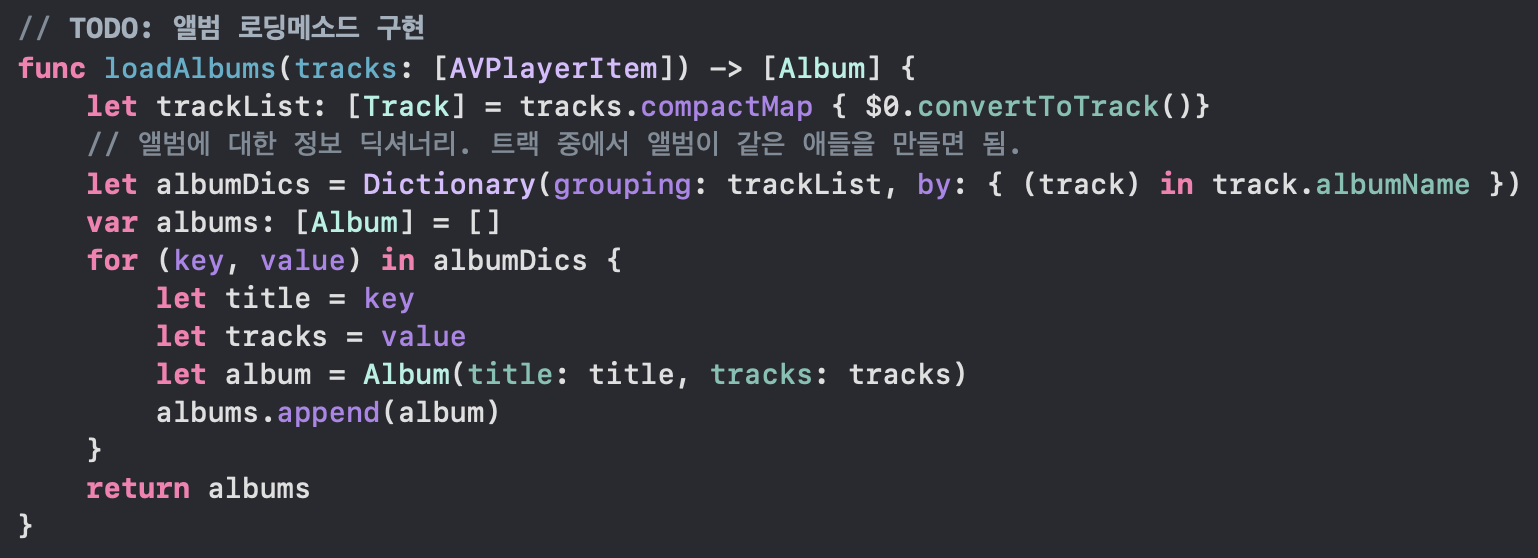 // TODO: 앨범 로딩메소드 구현
func loadAlbums(tracks: [AVPlayerItem]) -> [Album] {
    let trackList: [Track] = tracks.compactMap { $0.convertToTrack()}
    // 앨범에 대한 정보 딕셔너리. 트랙 중에서 앨범이 같은 애들을 만들면 됨.
    let albumDics = Dictionary(grouping: trackList, by: { (track) in track.albumName })
    var albums: [Album] = []
    for (key, value) in albumDics {
        let title = key
        let tracks = value
        let album = Album(title: title, tracks: tracks)
        albums.append(album)
    }
    return albums
}